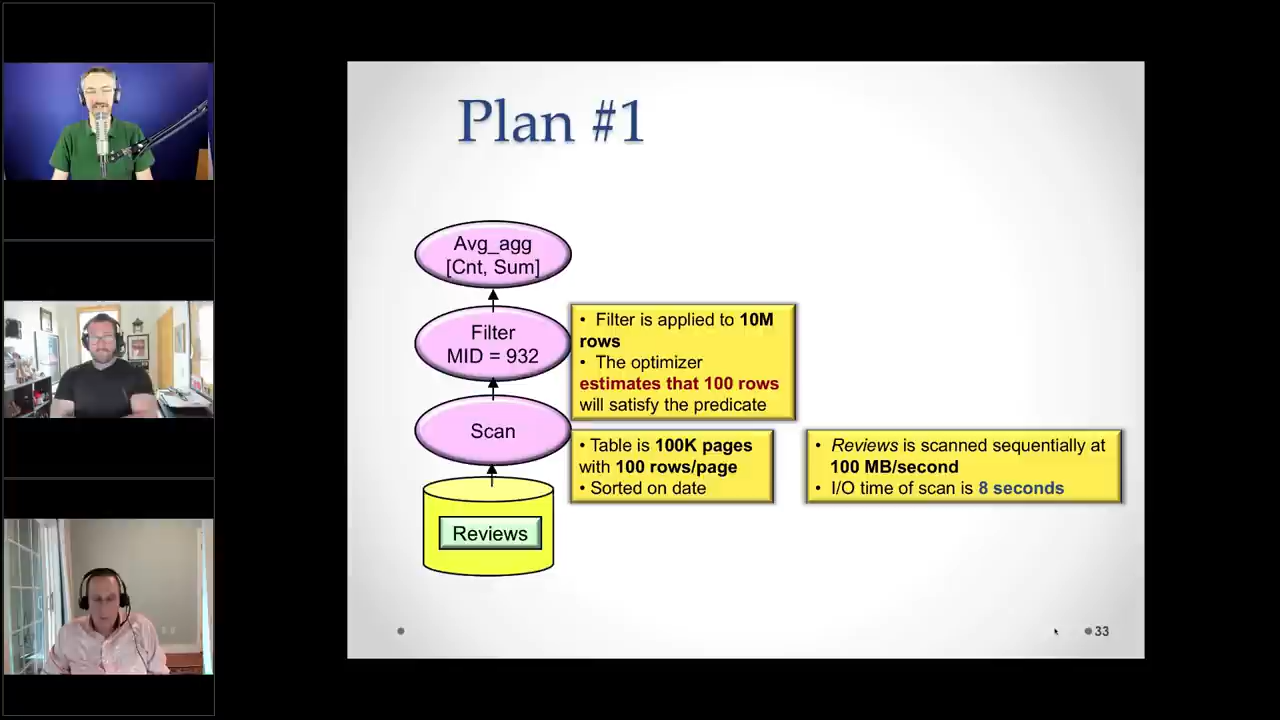 Plan #1
Avg_agg
[Cnt, Sum]
Filter
MID = 932
• Filter is applied to 10M
rows
• The optimizer
estimates that 100 rows
will satisfy the predicate
Scan
• Table is 100K pages
with 100 rows/page
• Sorted on date
• Reviews is scanned sequentially at
100 MB/second
• I/O time of scan is 8 seconds
Reviews
33